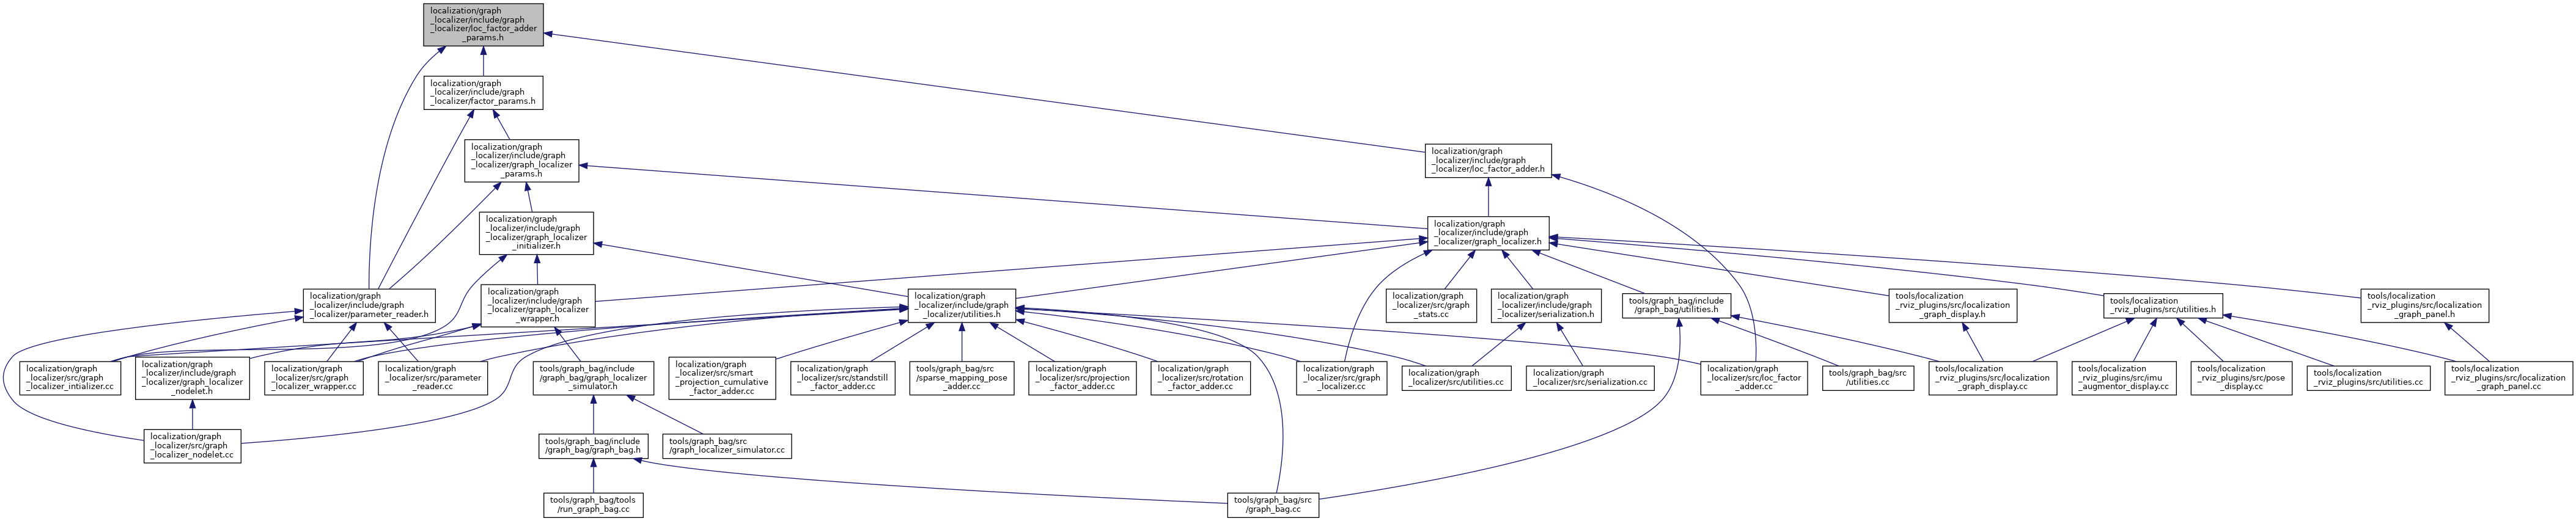 localization/graph
_localizer/include/graph
_localizer/loc_factor_adder
_params.h
localization/graph
_localizer/include/graph
_localizer/factor_params.h
localization/graph
_localizer/include/graph
_localizer/graph_localizer
_params.h
localization/graph
_localizer/include/graph
_localizer/loc_factor_adder.h
localization/graph
_localizer/include/graph
_localizer/graph_localizer
_initializer.h
localization/graph
_localizer/include/graph
_localizer/graph_localizer.h
localization/graph
_localizer/include/graph
_localizer/parameter_reader.h
localization/graph
_localizer/include/graph
_localizer/graph_localizer
_wrapper.h
localization/graph
_localizer/include/graph
_localizer/utilities.h
localization/graph
_localizer/src/graph
_stats.cc
localization/graph
_localizer/include/graph
_localizer/serialization.h
tools/graph_bag/include
/graph_bag/utilities.h
tools/localization
_rviz_plugins/src/localization
_graph_display.h
tools/localization
_rviz_plugins/src/utilities.h
tools/localization
_rviz_plugins/src/localization
_graph_panel.h
localization/graph
_localizer/src/graph
_localizer_intializer.cc
localization/graph
_localizer/include/graph
_localizer/graph_localizer
_nodelet.h
localization/graph
_localizer/src/graph
_localizer_wrapper.cc
localization/graph
_localizer/src/parameter
_reader.cc
tools/graph_bag/include
/graph_bag/graph_localizer
_simulator.h
localization/graph
_localizer/src/smart
_projection_cumulative
_factor_adder.cc
localization/graph
_localizer/src/standstill
_factor_adder.cc
tools/graph_bag/src
/sparse_mapping_pose
_adder.cc
localization/graph
_localizer/src/projection
_factor_adder.cc
localization/graph
_localizer/src/rotation
_factor_adder.cc
localization/graph
_localizer/src/graph
_localizer.cc
localization/graph
_localizer/src/utilities.cc
localization/graph
_localizer/src/serialization.cc
localization/graph
_localizer/src/loc_factor
_adder.cc
tools/graph_bag/src
/utilities.cc
tools/localization
_rviz_plugins/src/localization
_graph_display.cc
tools/localization
_rviz_plugins/src/imu
_augmentor_display.cc
tools/localization
_rviz_plugins/src/pose
_display.cc
tools/localization
_rviz_plugins/src/utilities.cc
tools/localization
_rviz_plugins/src/localization
_graph_panel.cc
localization/graph
_localizer/src/graph
_localizer_nodelet.cc
tools/graph_bag/include
/graph_bag/graph_bag.h
tools/graph_bag/src
/graph_localizer_simulator.cc
tools/graph_bag/tools
/run_graph_bag.cc
tools/graph_bag/src
/graph_bag.cc